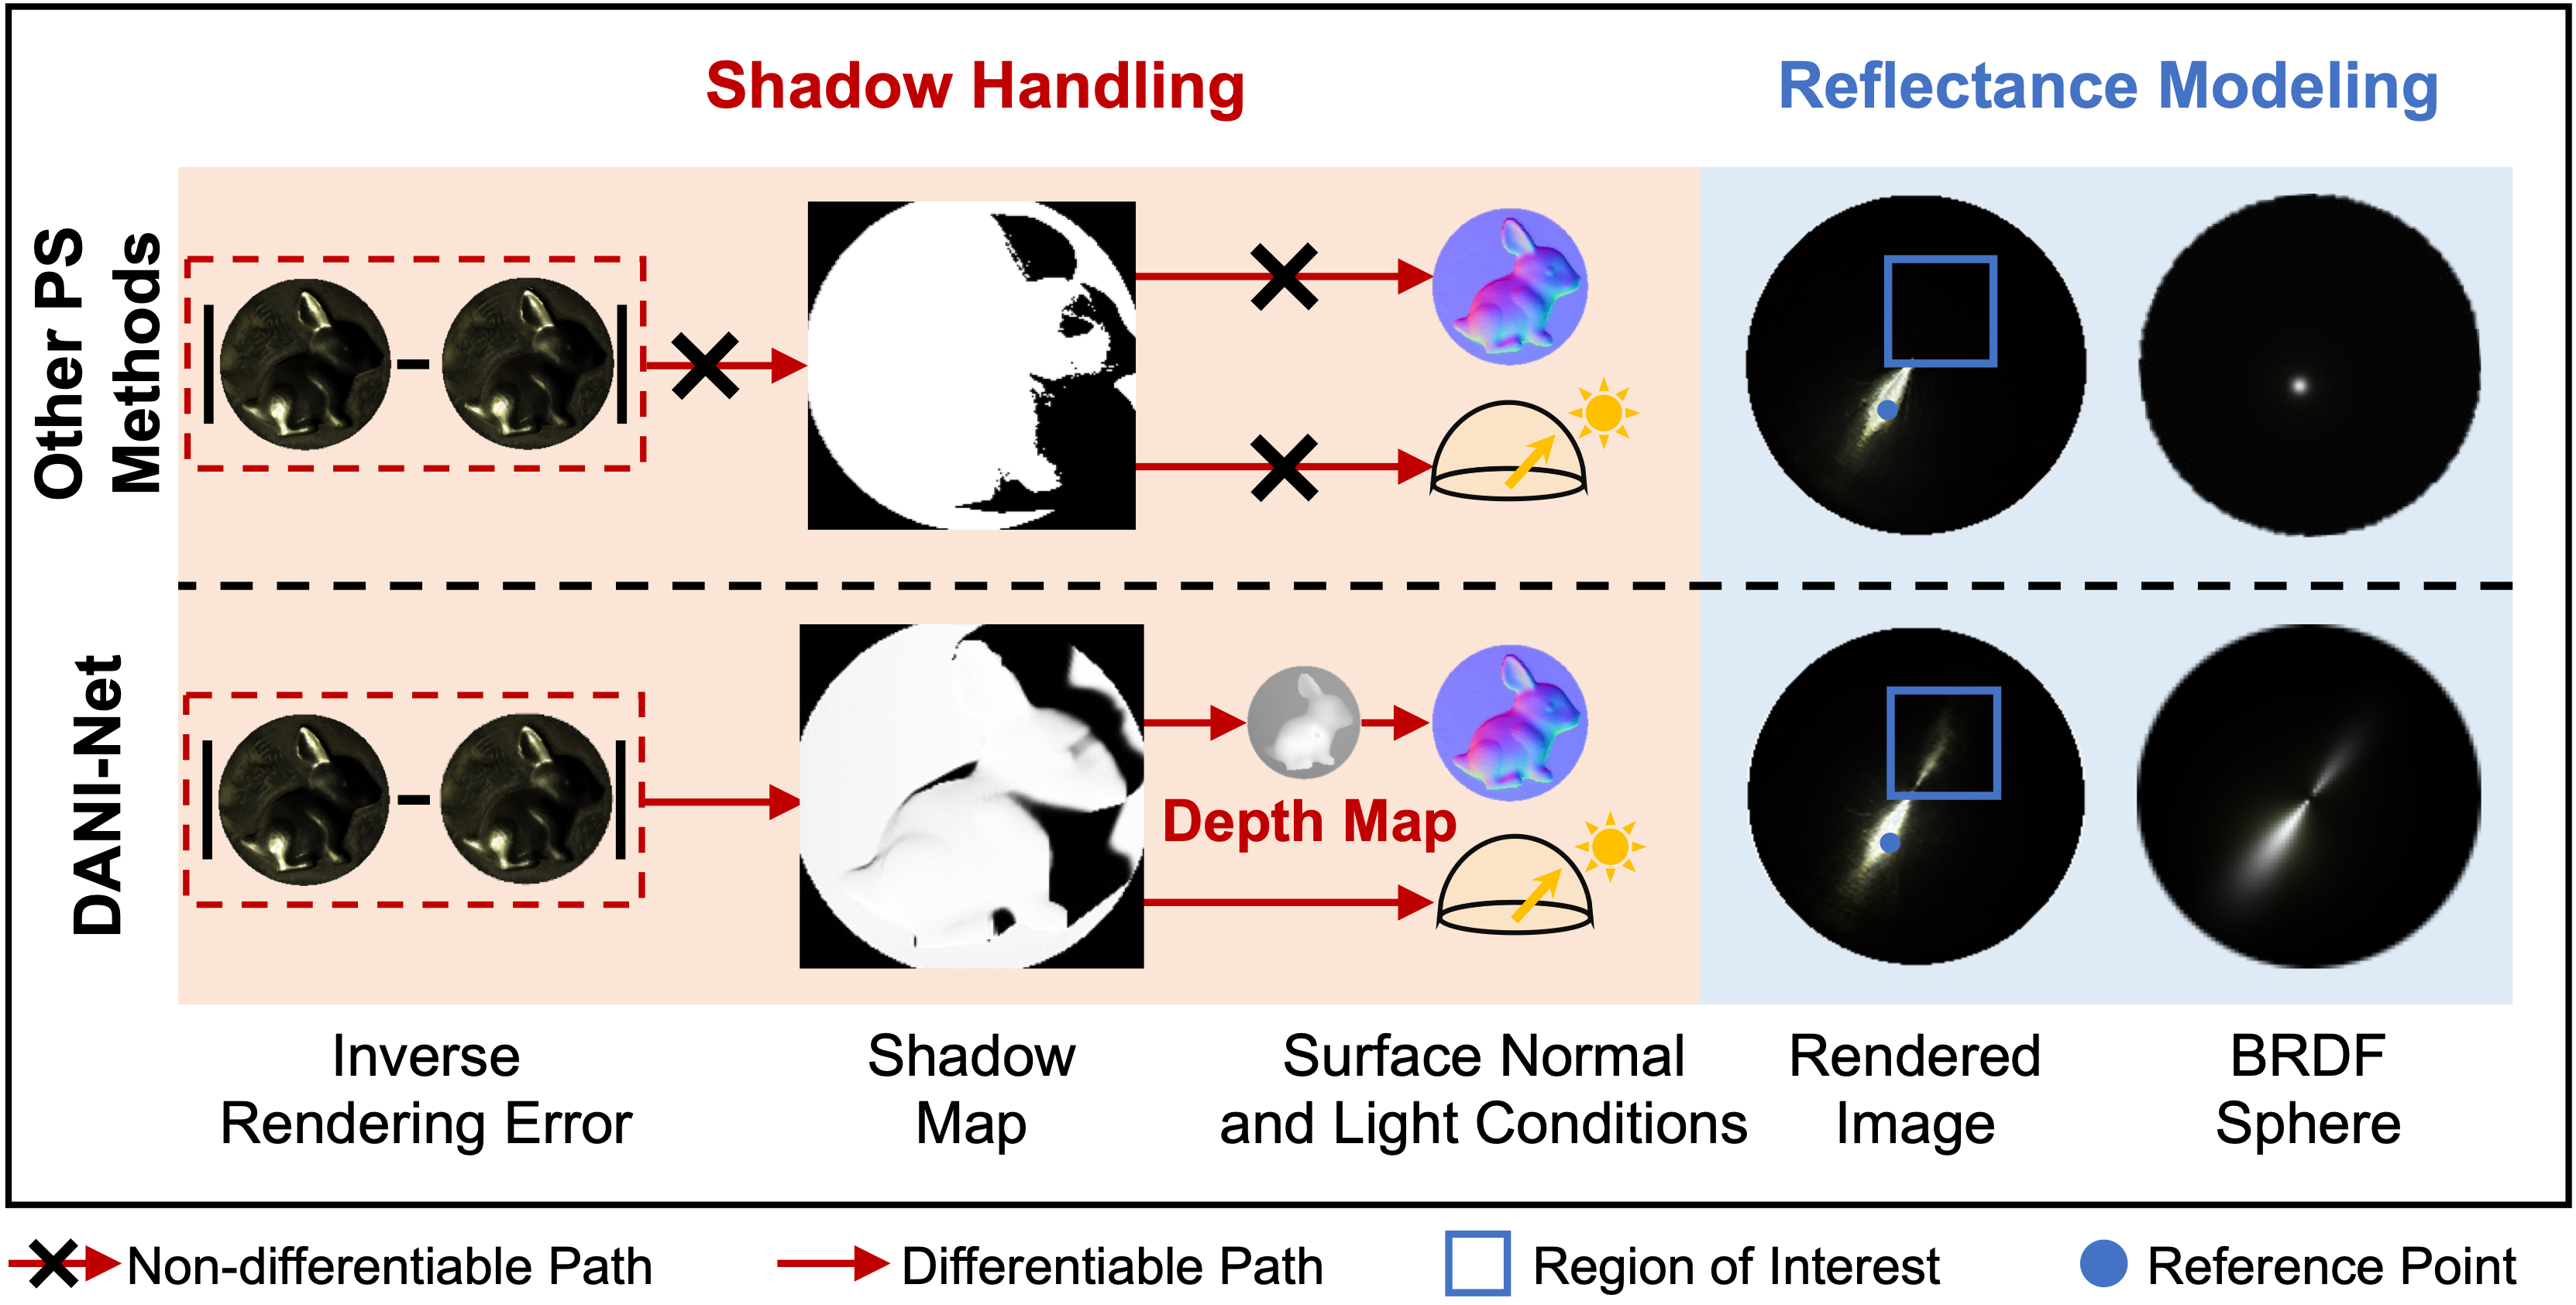 Shadow Handling
Reflectance Modeling
Other PS
Methods
DANI-Net
Depth Map
Inverse
Rendering Error
Shadow
Map
Surface Normal
and Light Conditions
Rendered
Image
BRDF
Sphere
Non-differentiable Path
Differentiable Path
Region of Interest
Reference Point